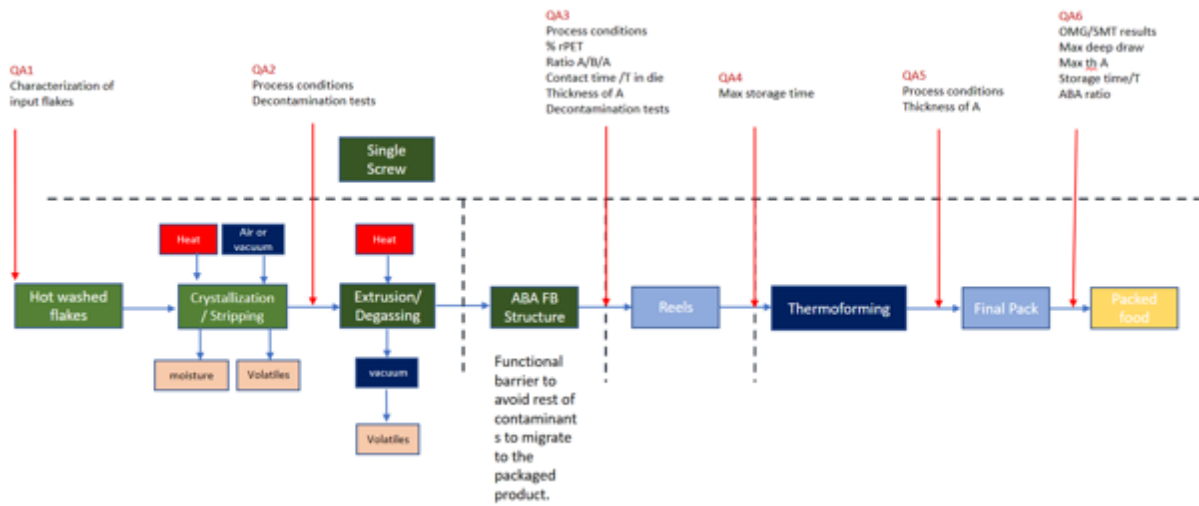 QA1
Characterization of
input flakes
QA2
Process conditions
Decontamination tests
QA3
Process conditions
% rPET
Ratio A/B/A
Contact time /T in die
Thickness of A
Decontamination tests
QA4
Max storage time
QA5
Process conditions
Thickness of A
QA6
OMG/SMT results
Max deep draw
Max th A
Storage time/T
ABA ratio
Single
Screw
Heat
Air or
vacuum
Heat
Hot washed
flakes
Crystallization
/ Stripping
Extrusion/
Degassing
ABA FB
Structure
Reels
Thermoforming
Final Pack
Packed
food
moisture
Volatiles
vacuum
Volatiles
Functional
barrier to
avoid rest of
contaminant
s to migrate
to the
packaged
product.